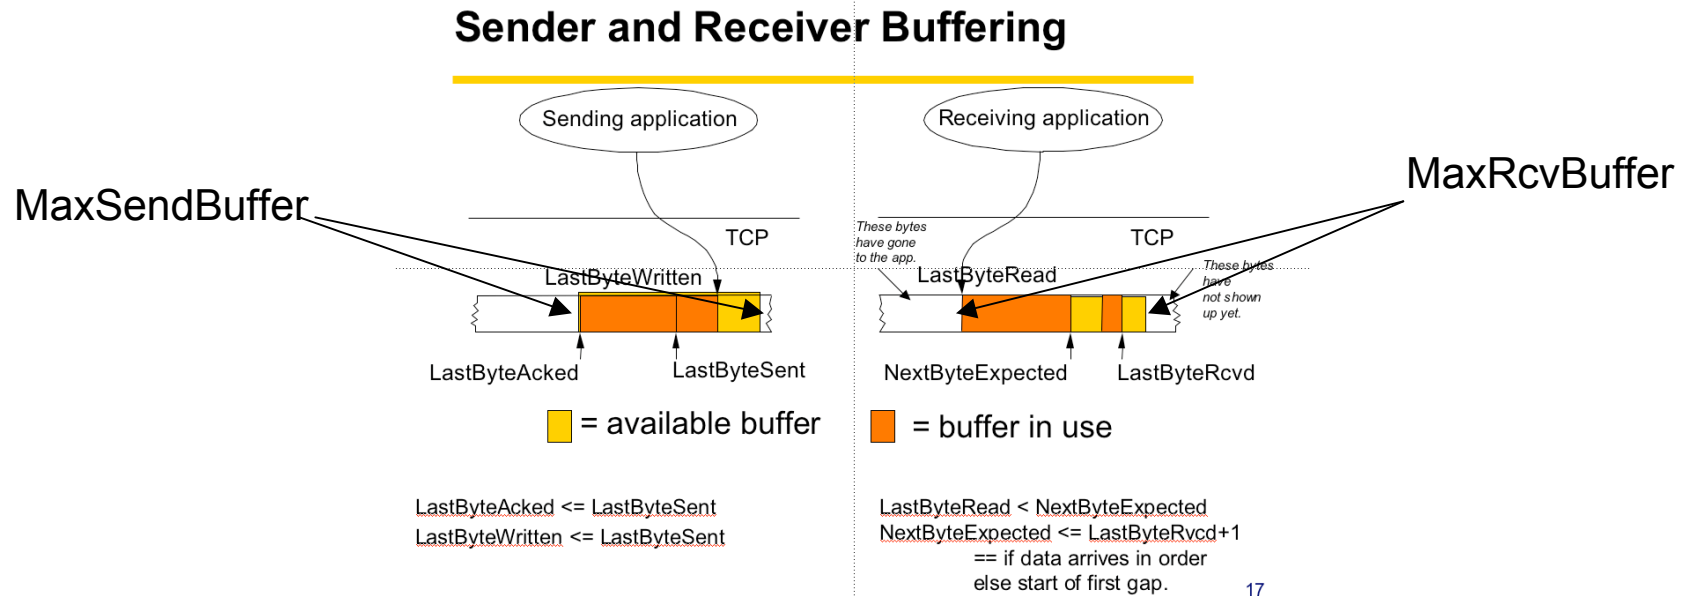 Sender and Receiver Buffering
Sending application
Receiving application
MaxSendBuffer
MaxRcvBuffer
TCP
TCP
These bytes
have gone
to the app.
LastByteWritten
LastByteRead
These bytes
have
not shown
up yet.
LastByteAcked
LastByteSent
NextByteExpected
LastByteRcvd
= available buffer
= buffer in use
LastByteAcked <= LastByteSent
LastByteWritten <= LastByteSent
LastByteRead < NextByteExpected
NextByteExpected <= LastByteRvcd+1
== if data arrives in order
else start of first gap.
17